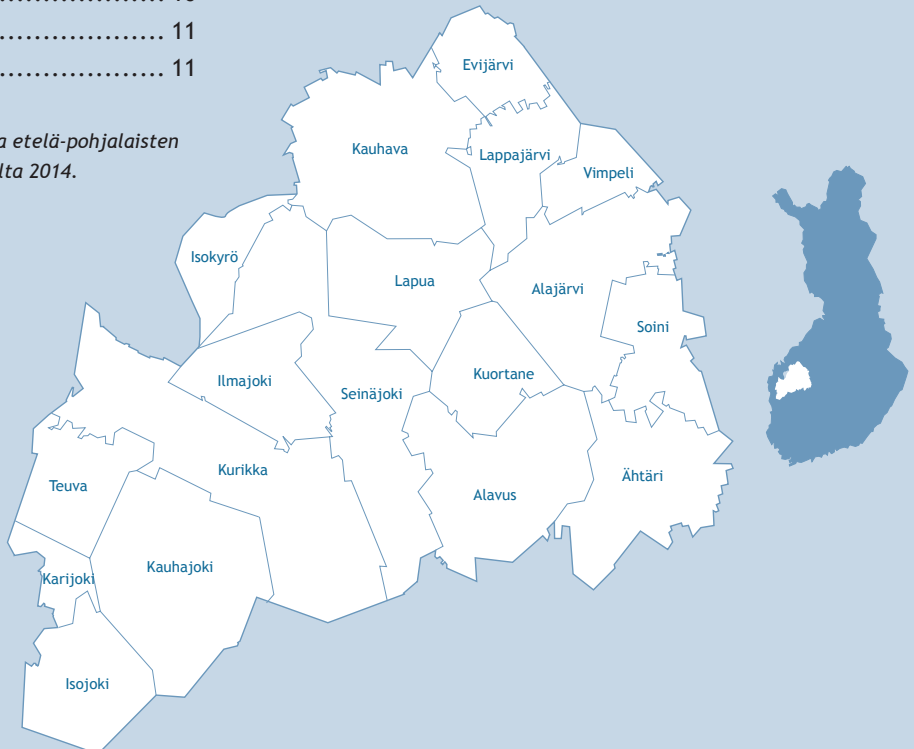 .................... 11
.................... 11
etelä-pohjalaisten
2014.
Evijärvi
Kauhava
Lappajärvi
Vimpeli
Isokyrö
Lapua
Alajärvi
Soini
Kuortane
Ilmajoki
Seinäjoki
Kurikka
Ähtäri
Teuva
Alavus
Kauhajoki
Karijoki
Isojoki